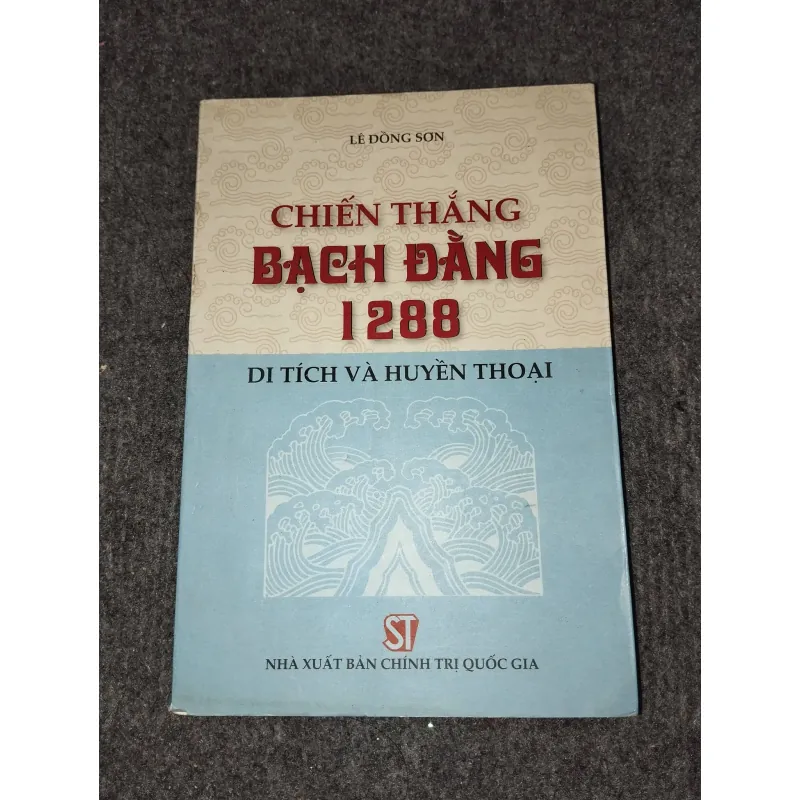 LÊ ĐỒNG SƠN
CHIẾN THẮNG
BẠCH ĐẰNG
1288
DI TÍCH VÀ HUYỀN THOẠI
ST
NHÀ XUẤT BẢN CHÍNH TRỊ QUỐC GIA